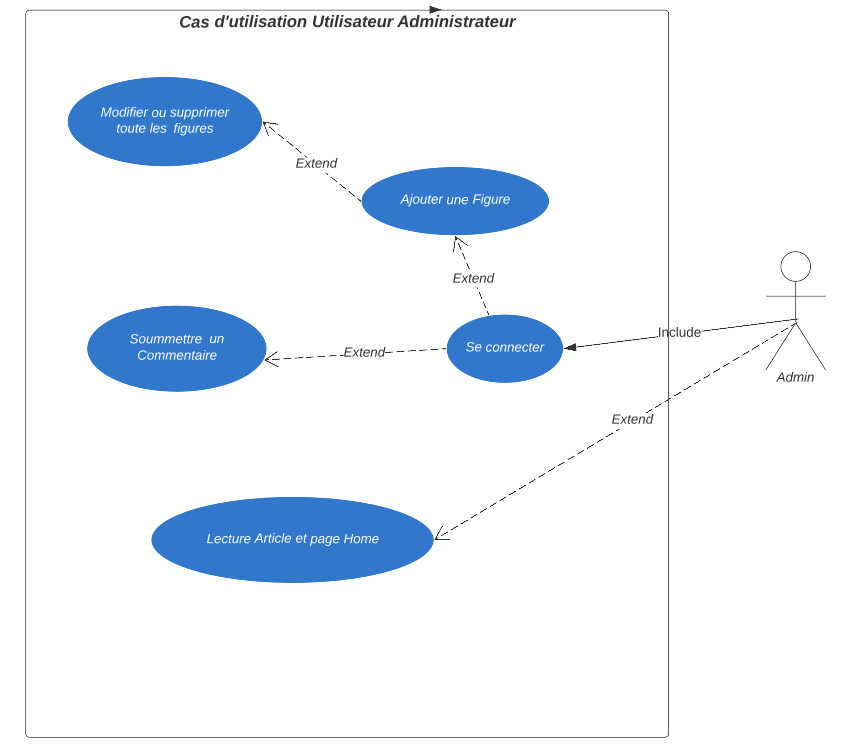 Cas d'utilisation Utilisateur Administrateur
Modifier ou supprimer
toute les figures
Extend
Ajouter une Figure
Extend
Include
Soummettre un
Commentaire
Extend
Se connecter
Admin
Extend
Lecture Article et page Home